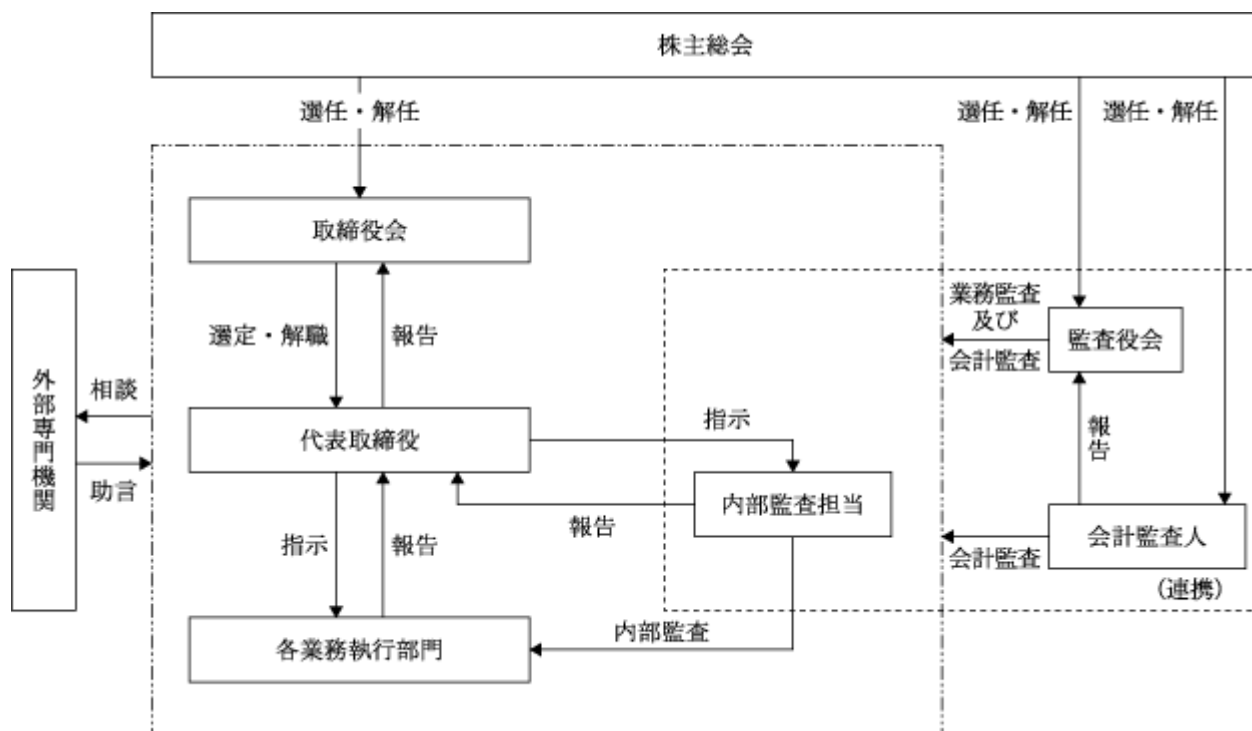 株主総会
選任・解任
選任・解任
選任・解任
取締役会
業務監査
及び
会計監査
監査役会
選定・解職
報告
外部専門機関
相談
助言
代表取締役
指示
報告
内部監査担当
報告
指示
報告
会計監査
会計監査人
(連携)
内部監査
各業務執行部門